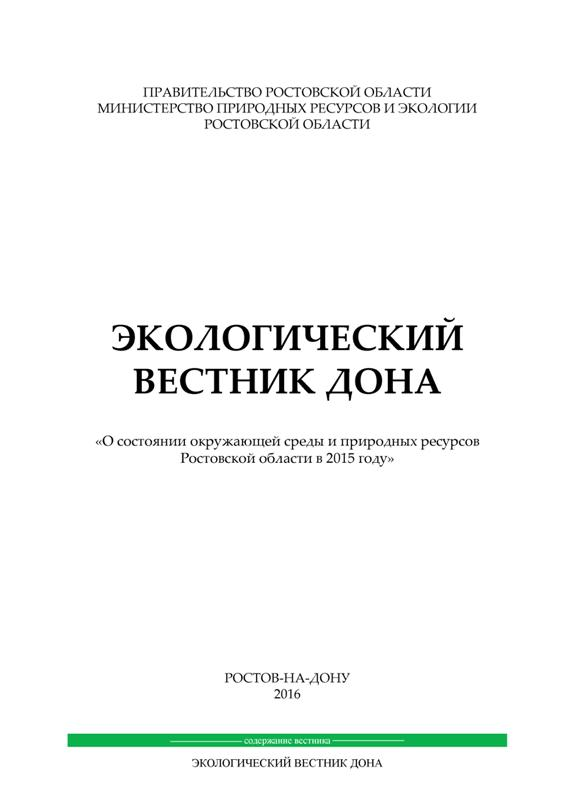 ПРАВИТЕЛЬСТВО РОСТОВСКОЙ ОБЛАСТИ
МИНИСТЕРСТВО ПРИРОДНЫХ РЕСУРСОВ И ЭКОЛОГИИ
РОСТОВСКОЙ ОБЛАСТИ
ЭКОЛОГИЧЕСКИЙ
ВЕСТНИК ДОНА
«О состоянии окружающей среды и природных ресурсов
Ростовской области в 2015 году»
РОСТОВ-НА-ДОНУ
2016
содержание вестника
ЭКОЛОГИЧЕСКИЙ ВЕСТНИК ДОНА